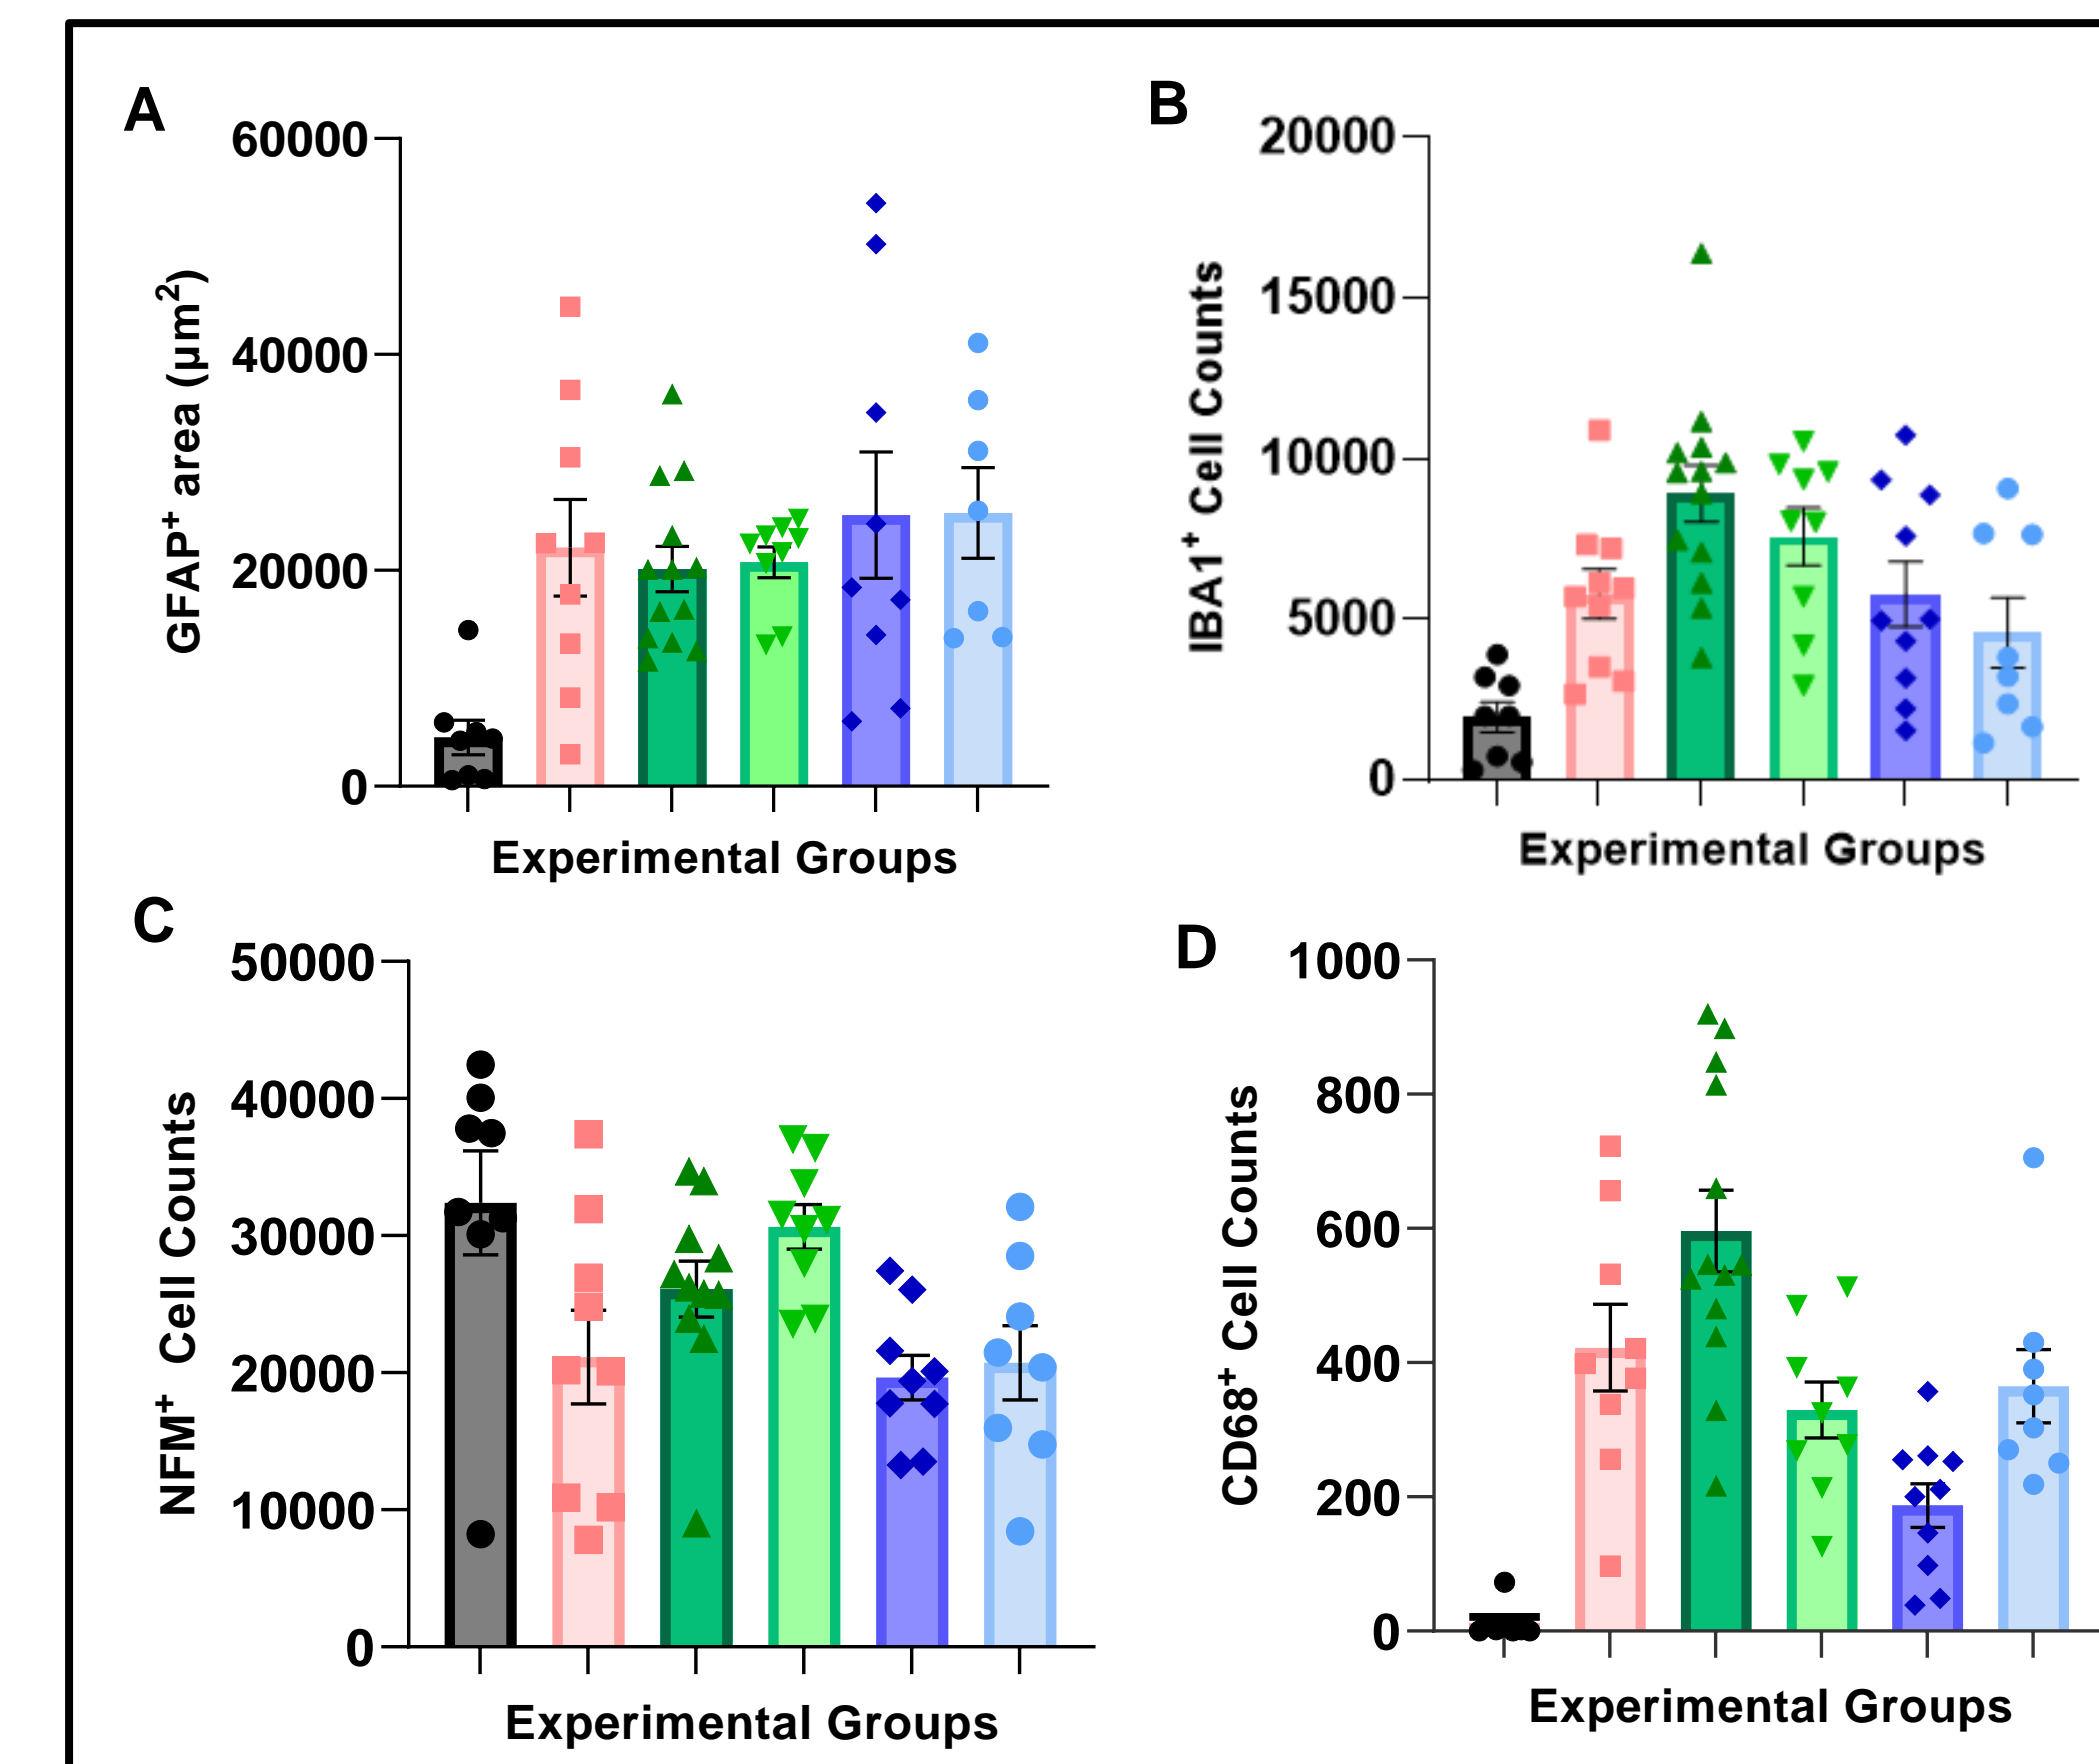 A
60000
40000
20000
0
GFAP⁺ area (µm²)
Experimental Groups
B
20000
15000
10000
5000
0
IBA1⁺ Cell Counts
Experimental Groups
C
50000
40000
30000
20000
10000
0
NFM⁺ Cell Counts
Experimental Groups
D
1000
800
600
400
200
0
CD68⁺ Cell Counts
Experimental Groups